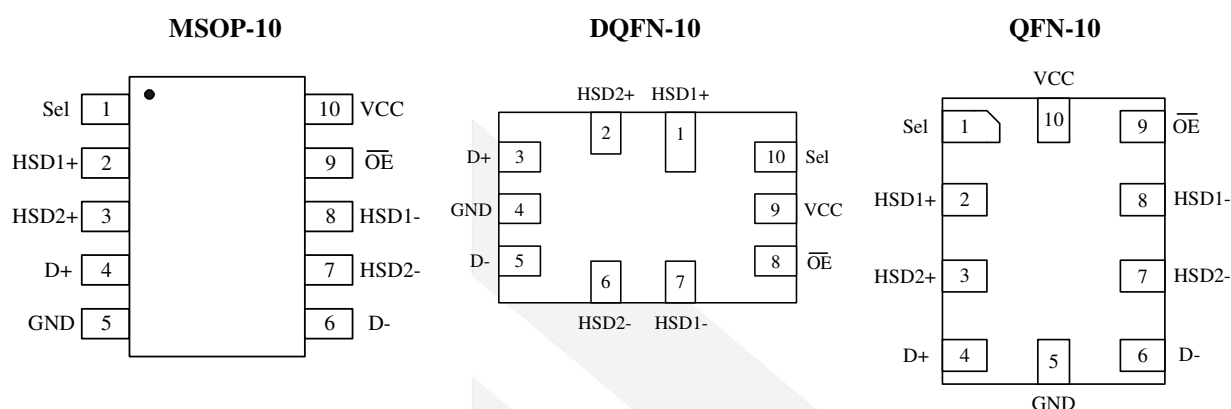 MSOP-10
Sel 1 10 VCC
HSD1+ 2 9 OE
HSD2+ 3 8 HSD1-
D+ 4 7 HSD2-
GND 5 6 D-
DQFN-10
HSD2+ HSD1+
2 1
D+ 3 10 Sel
GND 4 9 VCC
D- 5 8 OE
6 7
HSD2- HSD1-
QFN-10
VCC
Sel 1 10 9 OE
HSD1+ 2 8 HSD1-
HSD2+ 3 7 HSD2-
D+ 4 5 6 D-
GND